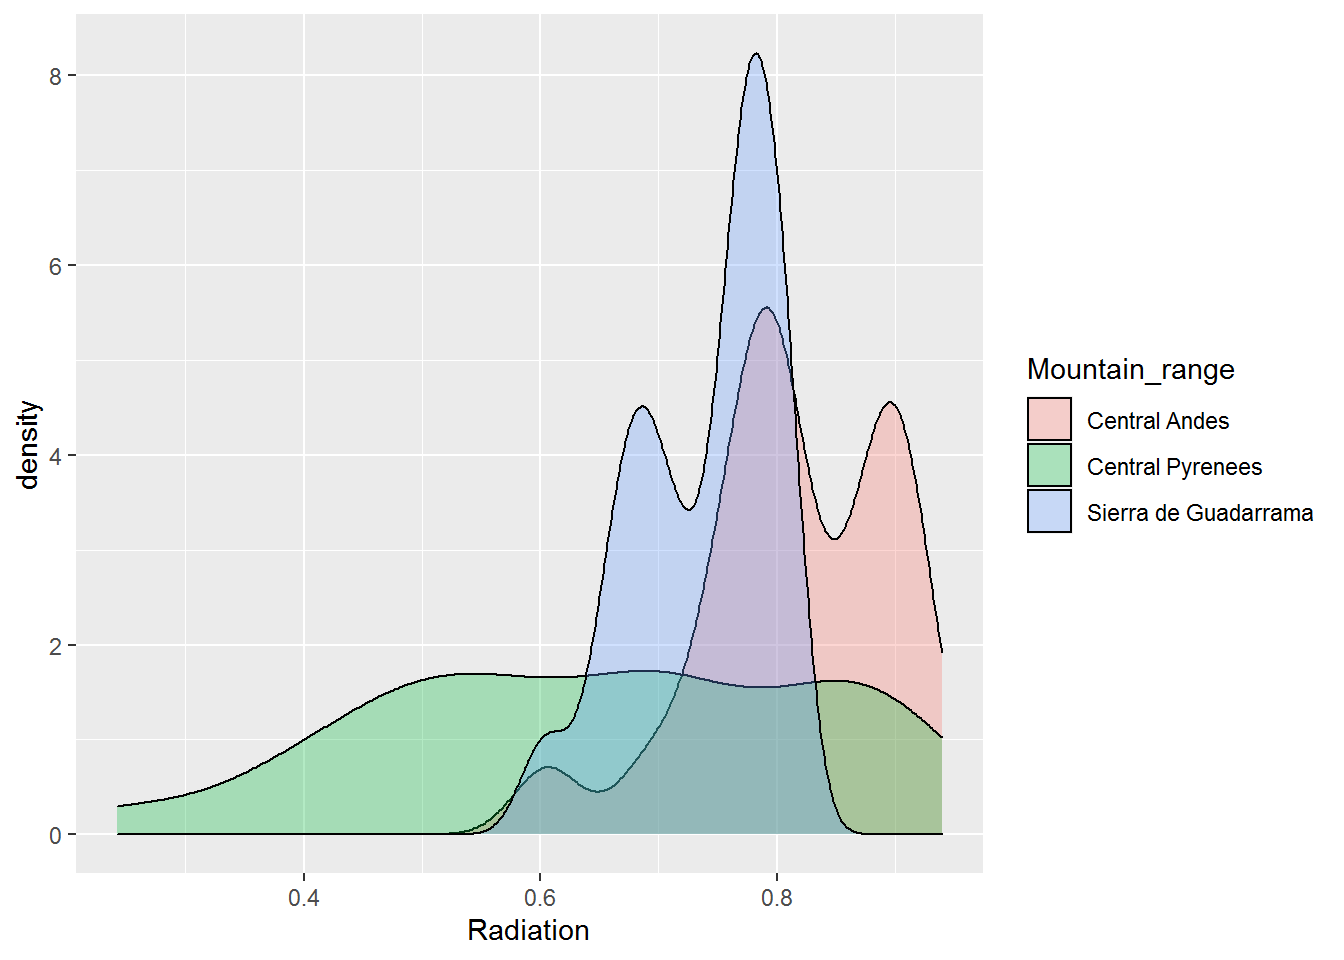 8
6
4
2
0
density
0.4
0.6
0.8
Radiation
Mountain_range
Central Andes
Central Pyrenees
Sierra de Guadarrama